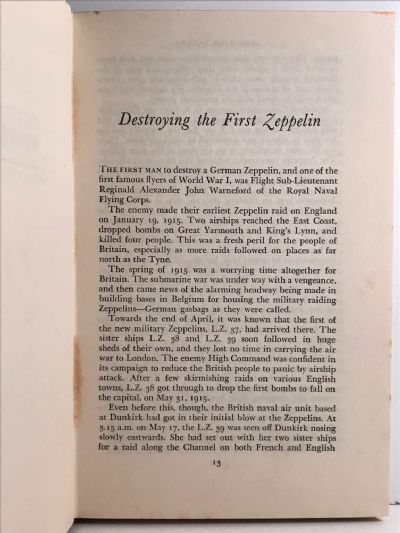 Destroying the First Zeppelin
THE FIRST MAN to destroy a German Zeppelin, and one of the
first famous flyers of World War I, was Flight Sub-Lieutenant
Reginald Alexander John Warneford of the Royal Naval
Flying Corps.
The enemy made their earliest Zeppelin raid on England
on January 19, 1915. Two airships reached the East Coast,
dropped bombs on Great Yarmouth and King's Lynn, and
killed four people. This was a fresh peril for the people of
Britain, especially as more raids followed on places as far
north as the Tyne.
The spring of 1915 was a worrying time altogether for
Britain. The submarine war was under way with a vengeance,
and then came news of the alarming headway being made in
building bases in Belgium for housing the military raiding
Zeppelins—German gasbags as they were called.
Towards the end of April, it was known that the first of
the new military Zeppelins, L.Z. 37, had arrived there. The
sister ships L.Z. 38 and L.Z. 39 soon followed in huge
sheds of their own, and they lost no time in carrying the air
war to London. The enemy High Command was confident in
its campaign to reduce the British people to panic by airship
attack. After a few skirmishing raids on various English
towns, L.Z. 38 got through to drop the first bombs to fall on
the capital, on May 31, 1915.
Even before this, though, the British naval air unit based
at Dunkirk had got in their initial blow at the Zeppelins. At
3.15 a.m. on May 17, the L.Z. 39 was seen off Dunkirk nosing
slowly eastwards. She had set out with her two sister ships
for a raid along the Channel on both French and English
13